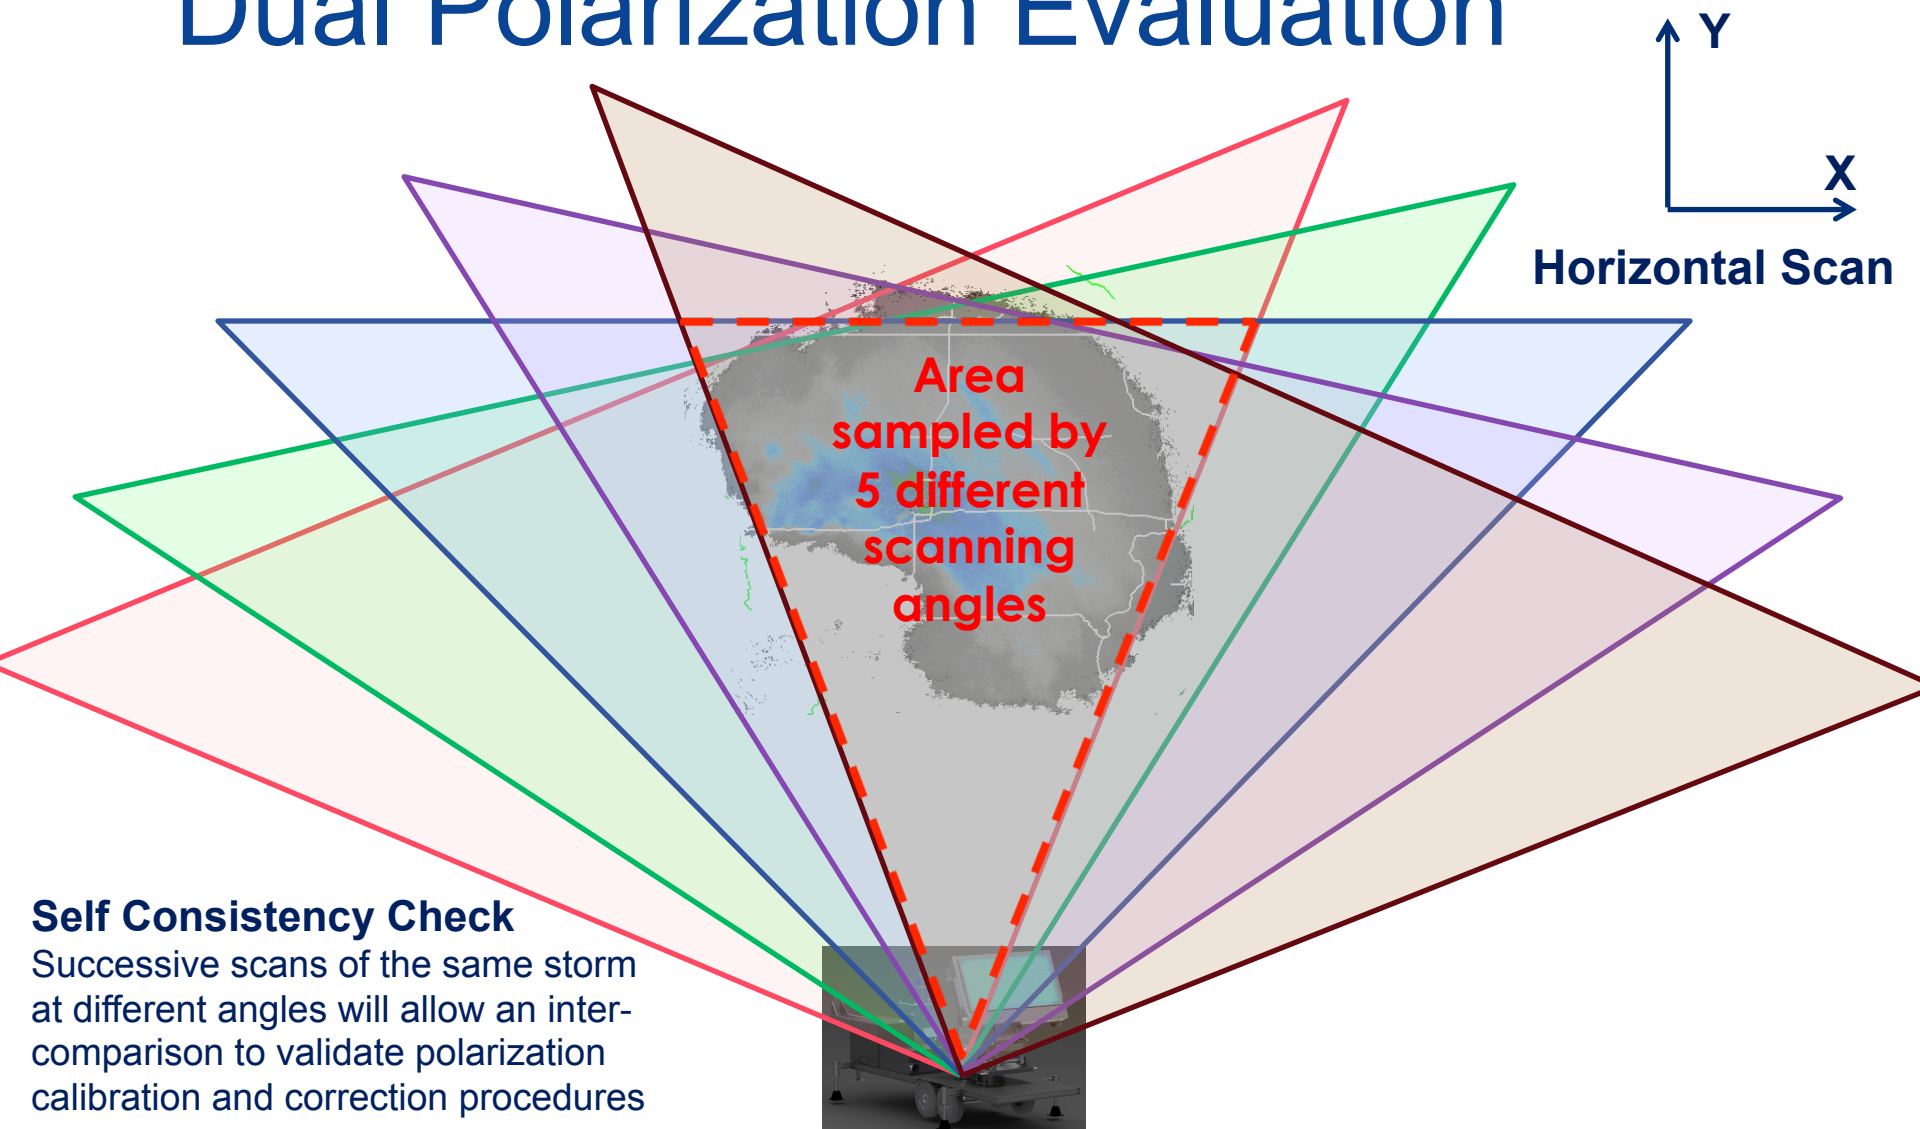 Dual Polarization Evaluation
Y
X
Horizontal Scan
Area
sampled by
5 different
scanning
angles
Self Consistency Check
Successive scans of the same storm
at different angles will allow an inter-
comparison to validate polarization
calibration and correction procedures